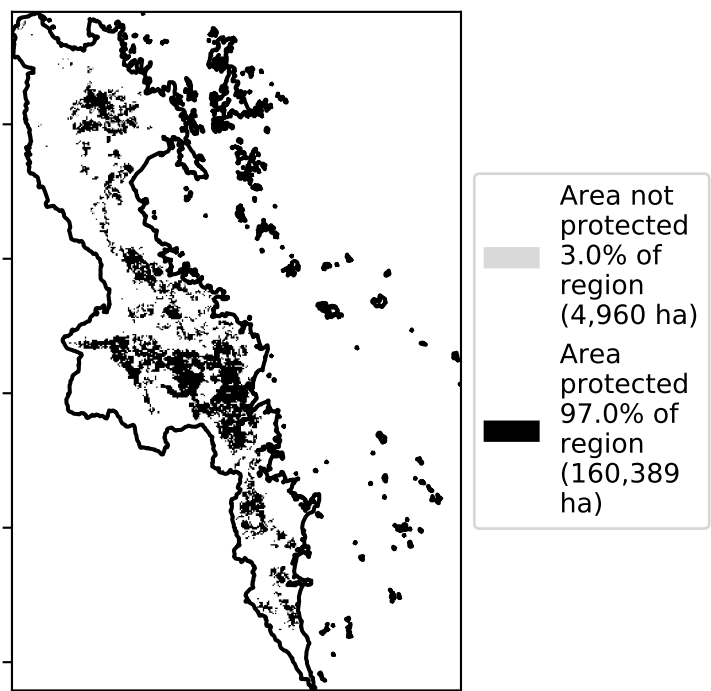 Area not
protected
3.0% of
region
(4,960 ha)
Area
protected
97.0% of
region
(160,389
ha)